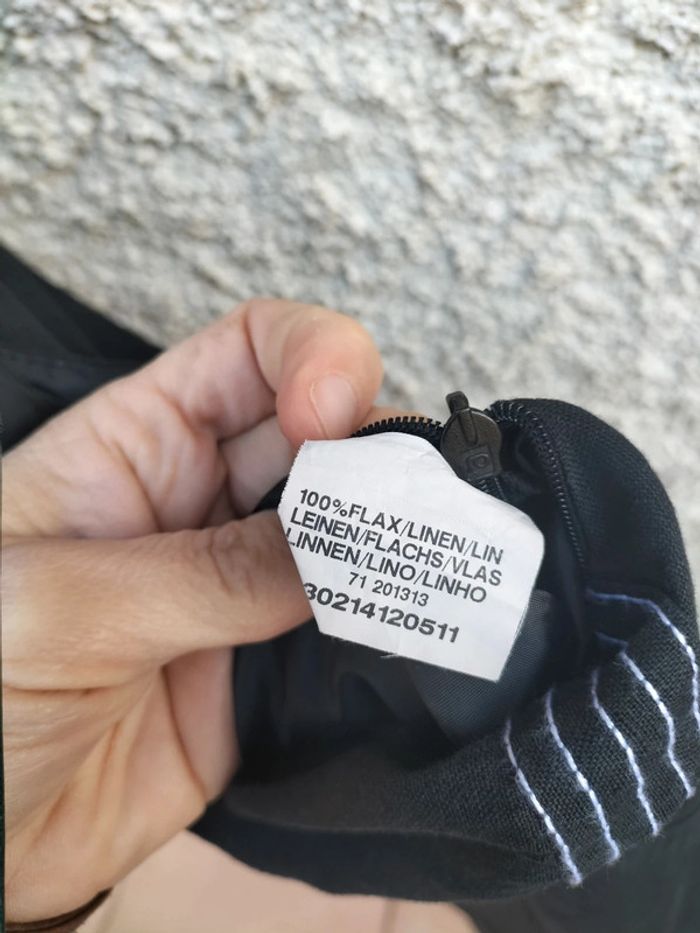 100%FLAX/LINEN/LIN
LEINEN/FLACHS/VLAS
LINNEN/LINO/LINHO
71 201313
30214120511